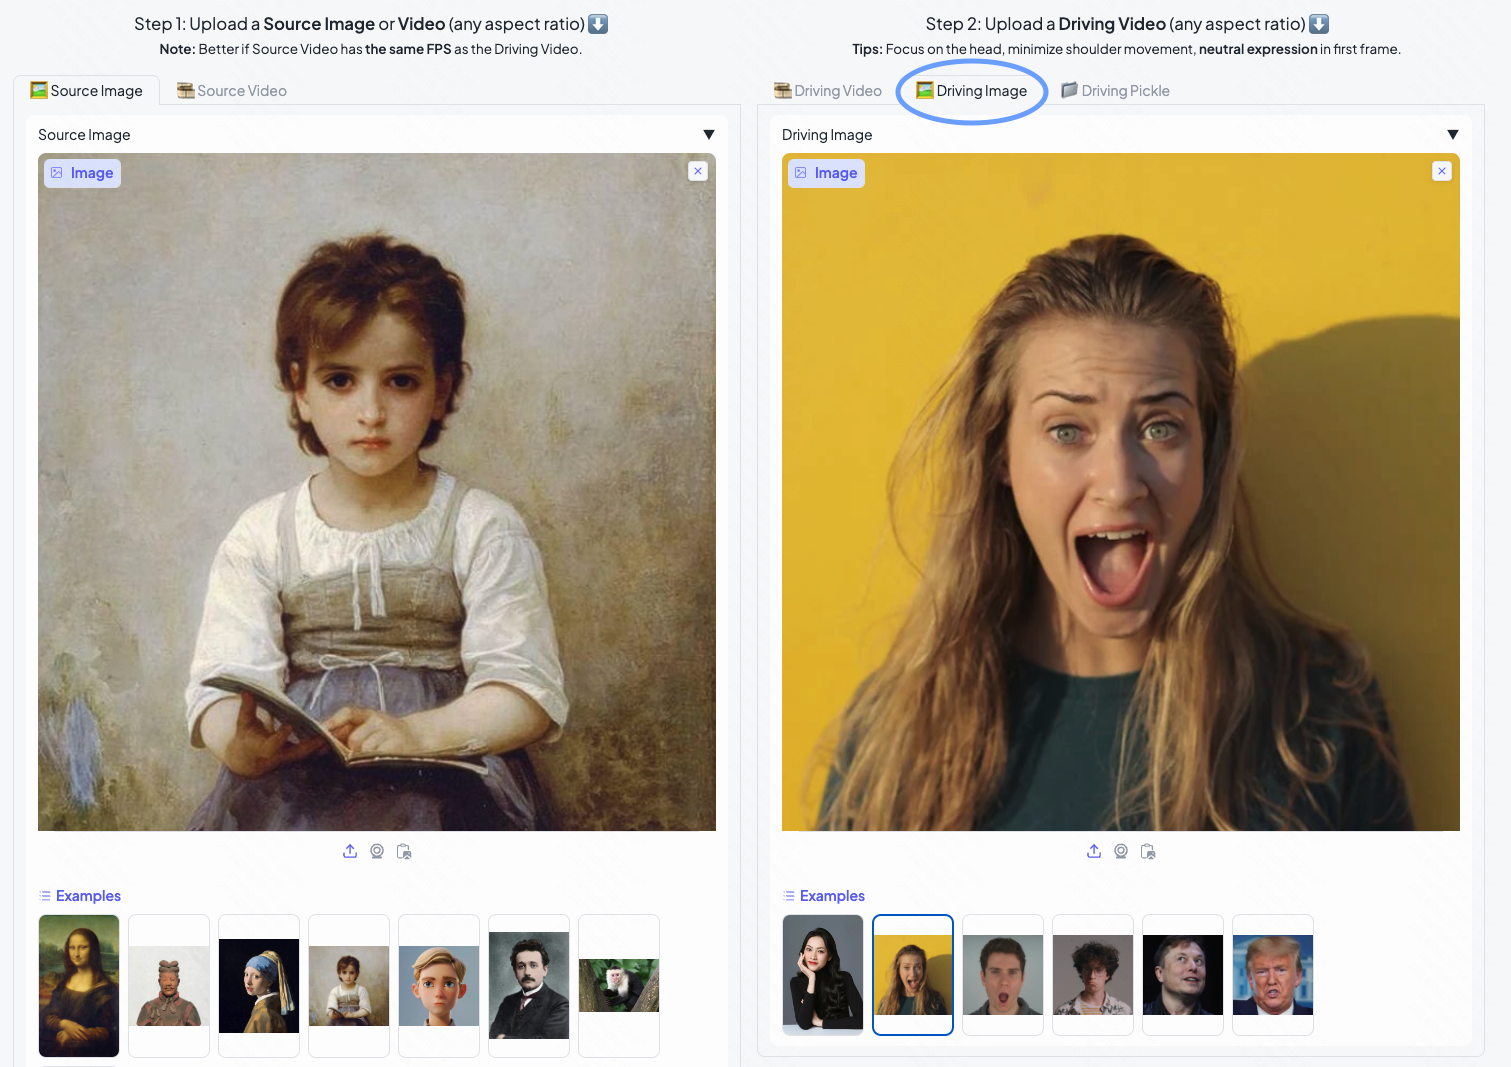 Step 1: Upload a Source Image or Video (any aspect ratio) ⬇️
Note: Better if Source Video has the same FPS as the Driving Video.
Source Image
Source Video
Source Image
Image
Examples
Step 2: Upload a Driving Video (any aspect ratio) ⬇️
Tips: Focus on the head, minimize shoulder movement, neutral expression in first frame.
Driving Video
Driving Image
Driving Pickle
Driving Image
Image
Examples